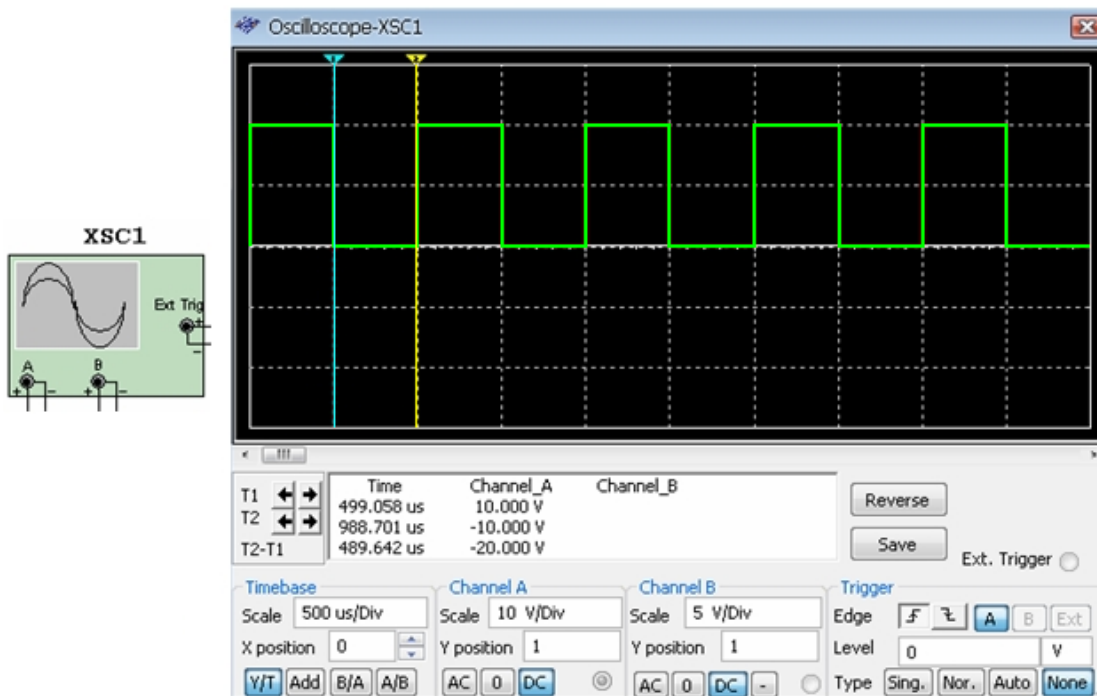 Oscilloscope-XSC1
XSC1
Ext Trig
+
−
A B
+ − + −
T1
T2
T2-T1
Time Channel_A Channel_B
499.058 us 10.000 V
988.701 us -10.000 V
489.642 us -20.000 V
Reverse
Save
Ext. Trigger
Timebase
Scale 500 us/Div
X position 0
Y/T Add B/A A/B
Channel A
Scale 10 V/Div
Y position 1
AC 0 DC
Channel B
Scale 5 V/Div
Y position 1
AC 0 DC -
Trigger
Edge A B Ext
Level 0 V
Type Sing. Nor. Auto None